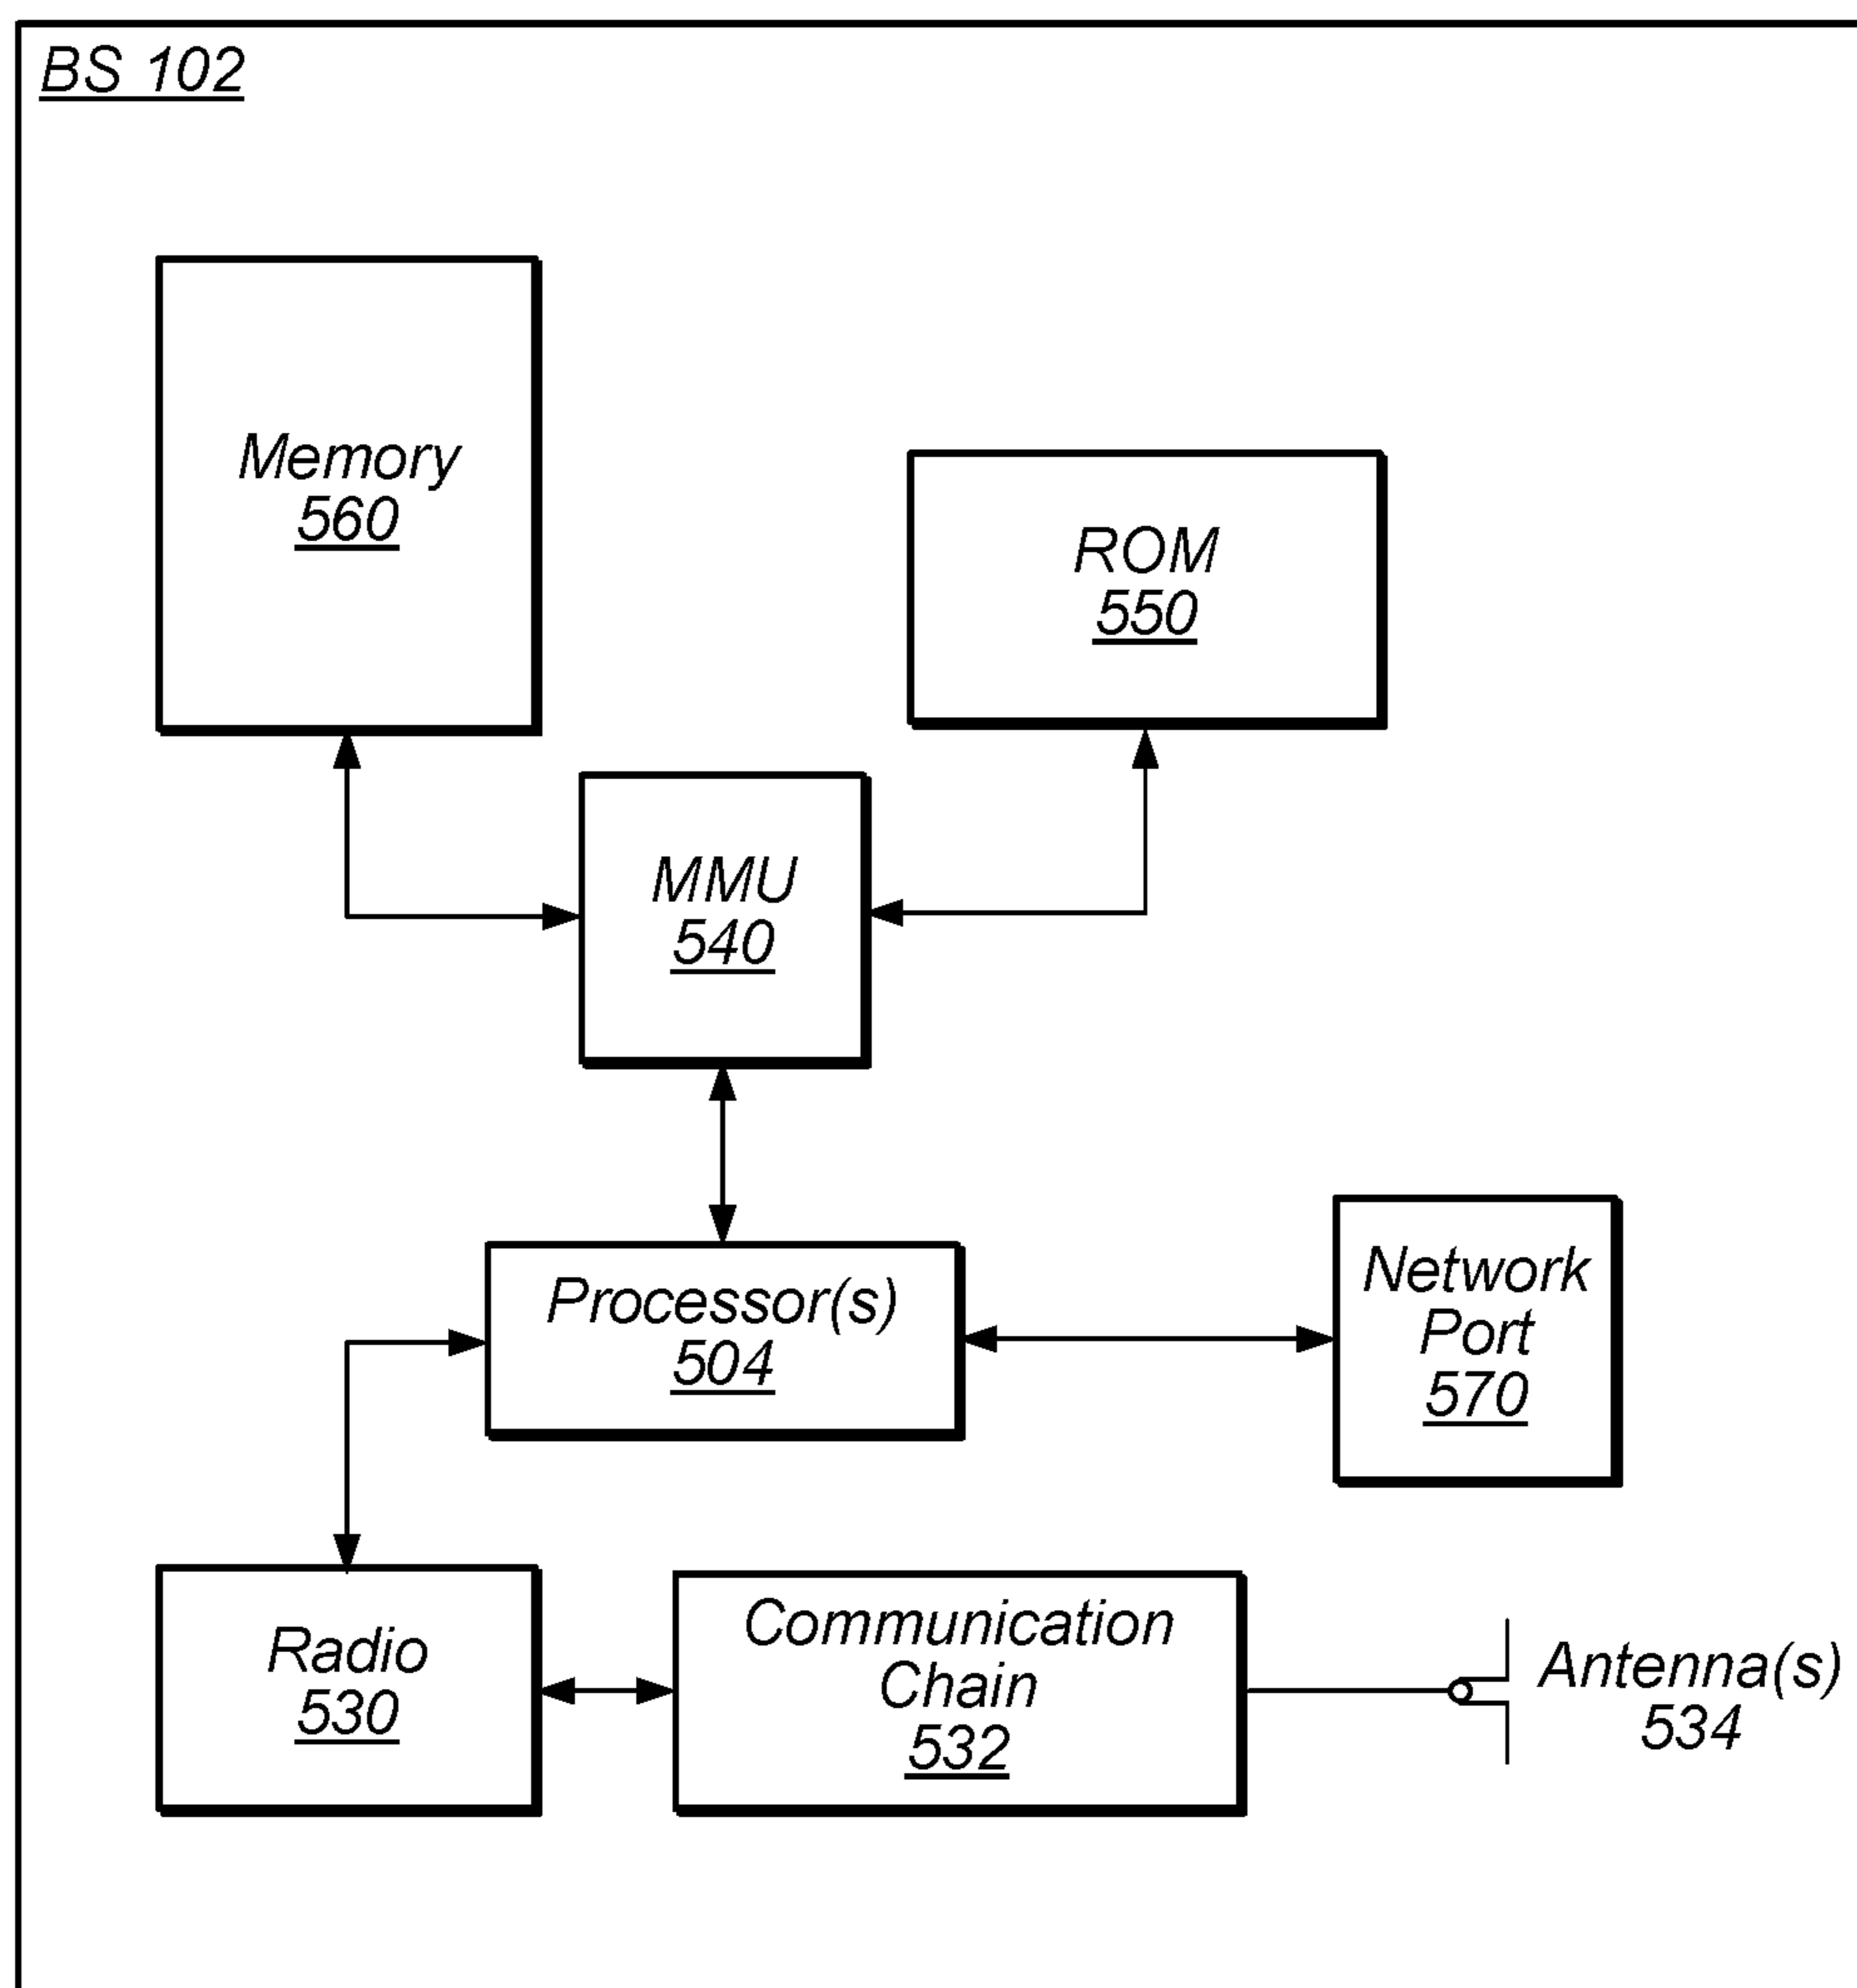 BS 102
Memory
560
ROM
550
MMU
540
Processor(s)
504
Network
Port
570
Radio
530
Communication
Chain
532
Antenna(s)
534